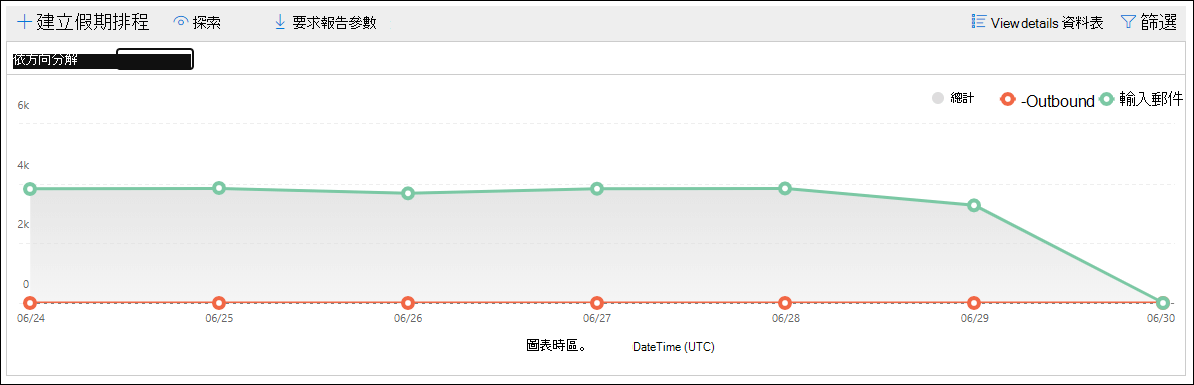 建立假期排程 探索 要求報告參數 View details 資料表 篩選
依方向分解
總計 -Outbound 輸入郵件
6k
4k
2k
0
06/24 06/25 06/26 06/27 06/28 06/29 06/30
圖表時區。 DateTime (UTC)